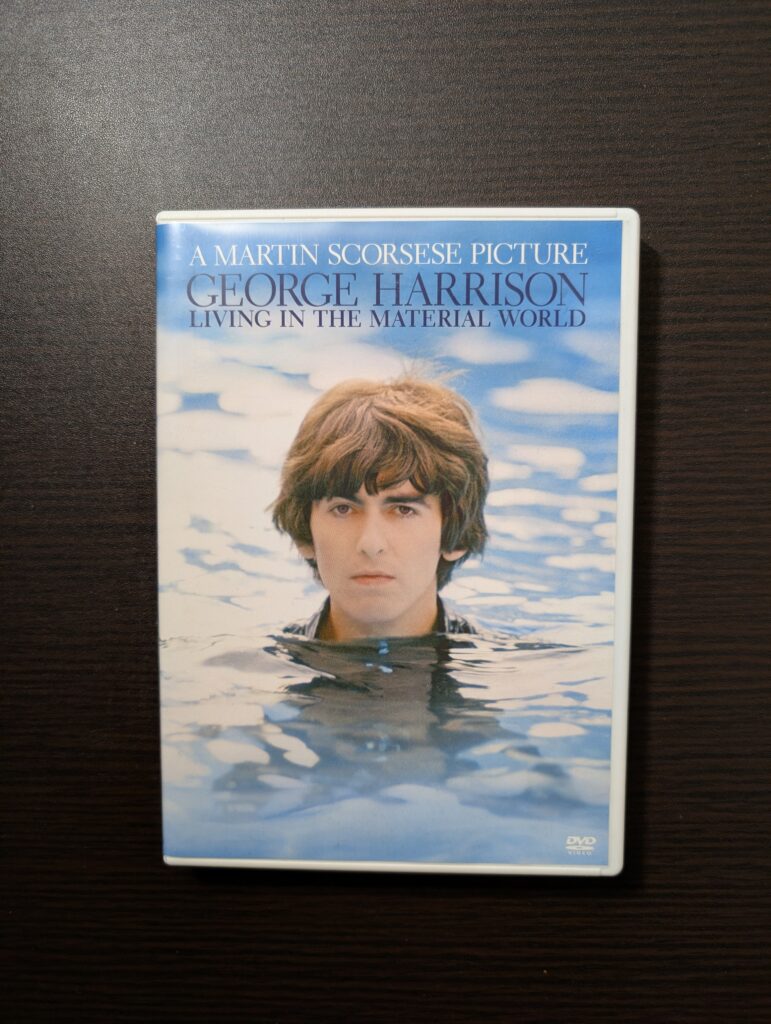 A MARTIN SCORSESE PICTURE
GEORGE HARRISON
LIVING IN THE MATERIAL WORLD
DVD
VIDEO